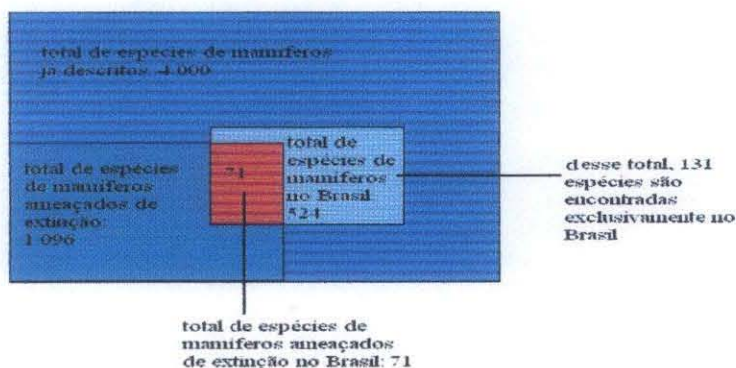 total de espécies de mamíferos
já descritos: 4 000
total de espécies
de mamíferos
ameaçados de
extinção:
1 096
71
total de
espécies de
mamíferos
no Brasil
524
desse total, 131
espécies são
encontradas
exclusivamente no
Brasil
total de espécies de
mamíferos ameaçados
de extinção no Brasil: 71